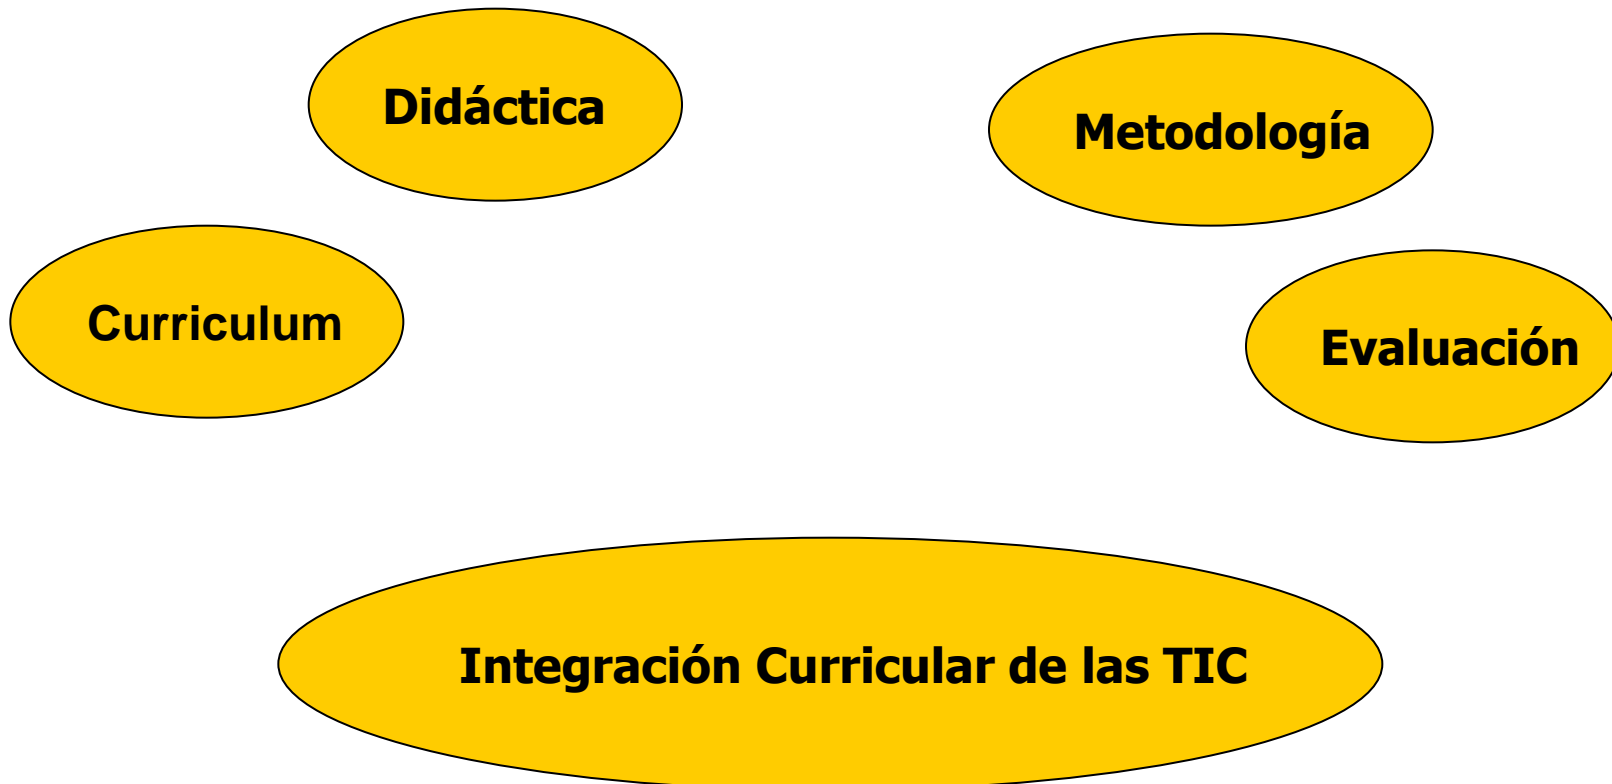 Didáctica
Metodología
Curriculum
Evaluación
Integración Curricular de las TIC